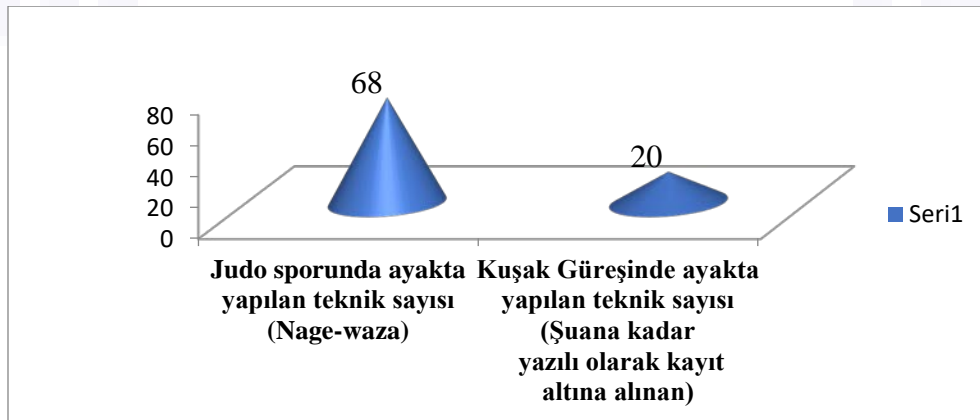 68
20
80
60
40
20
0
Seri1
Judo sporunda ayakta
yapılan teknik sayısı
(Nage-waza)
Kuşak Güreşinde ayakta
yapılan teknik sayısı
(Şuana kadar
yazılı olarak kayıt
altına alınan)